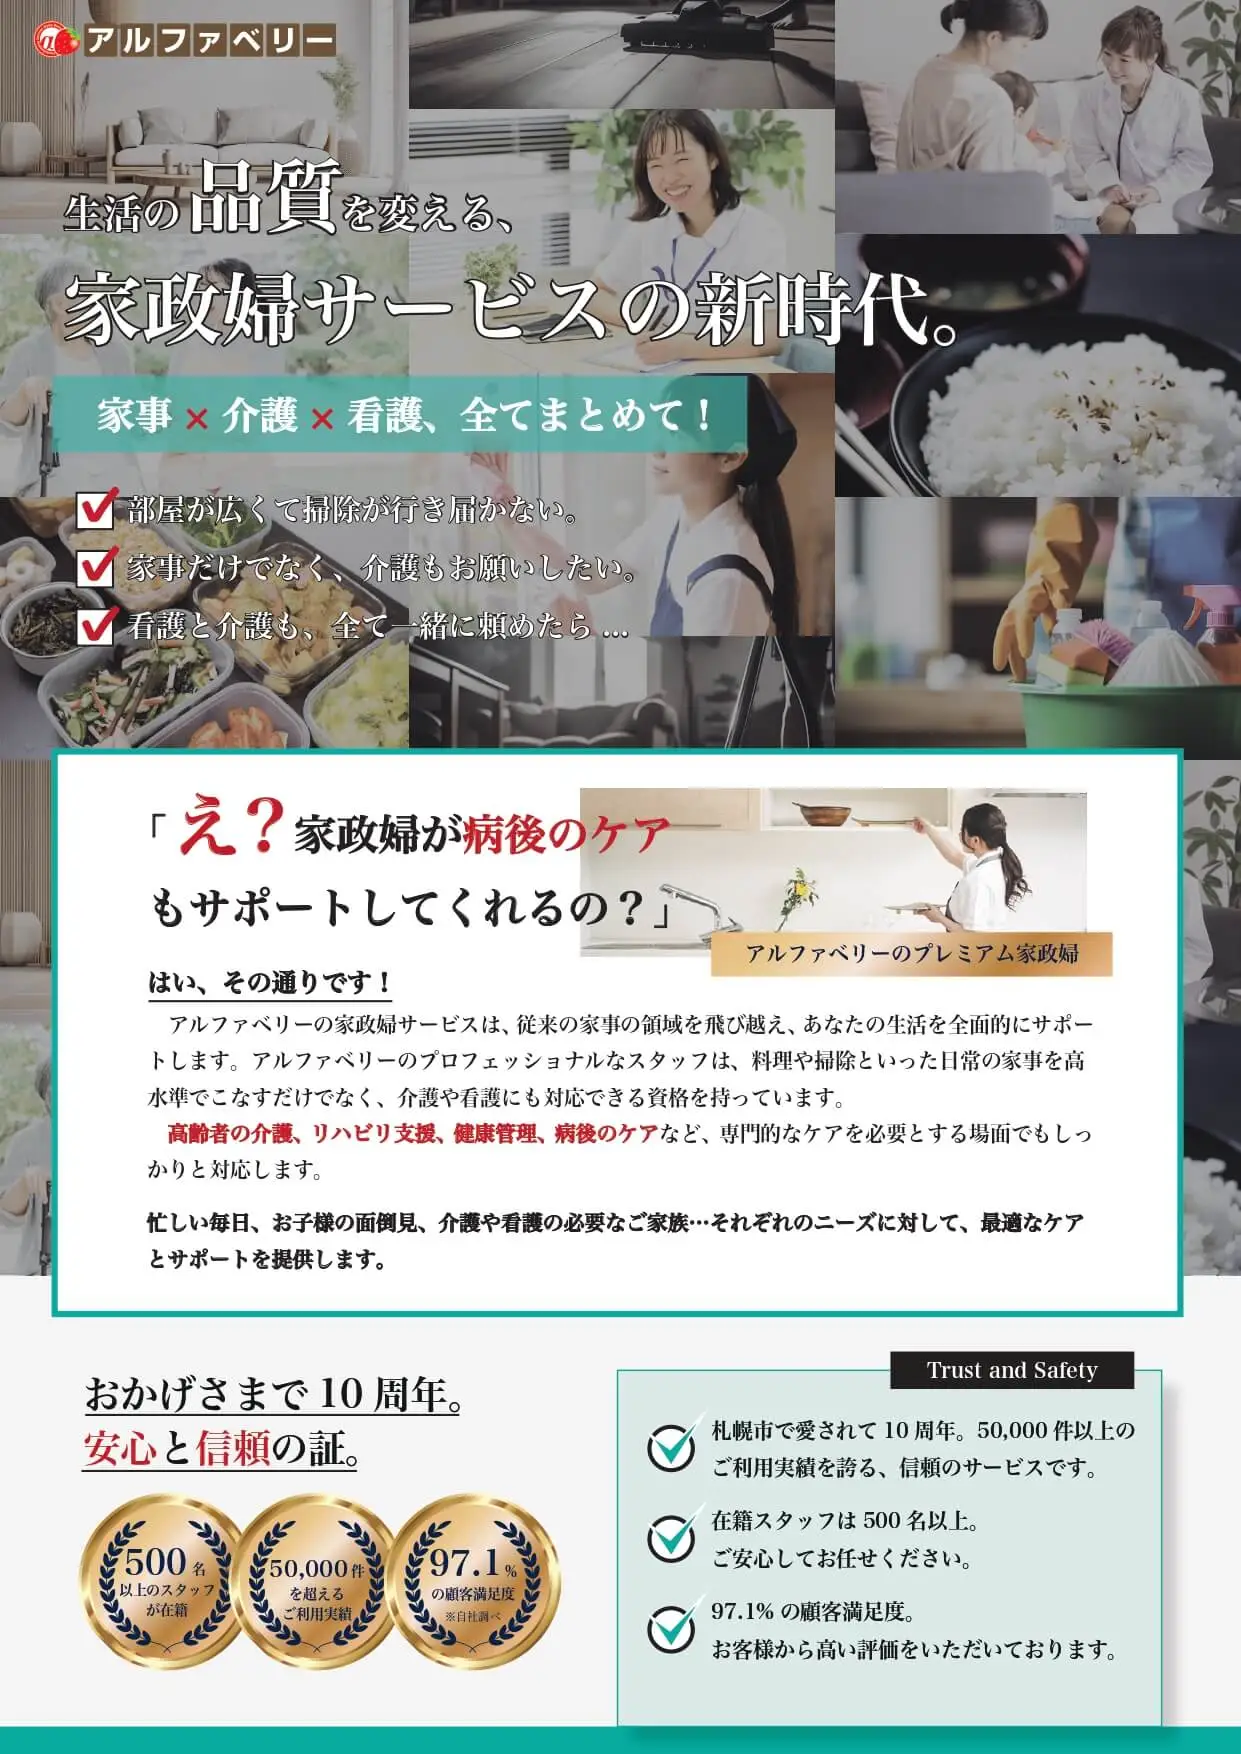 アルファベリー
生活の品質を変える、
家政婦サービスの新時代。
家事×介護×看護、全てまとめて！
部屋が広くて掃除が行き届かない。
家事だけでなく、介護もお願いしたい。
看護と介護も、全て一緒に頼めたら...
「え？家政婦が病後のケア
もサポートしてくれるの？」
アルファベリーのプレミアム家政婦
はい、その通りです！
アルファベリーの家政婦サービスは、従来の家事の領域を飛び越え、あなたの生活を全面的にサポー
トします。アルファベリーのプロフェッショナルなスタッフは、料理や掃除といった日常の家事を高
水準でこなすだけでなく、介護や看護にも対応できる資格を持っています。
高齢者の介護、リハビリ支援、健康管理、病後のケアなど、専門的なケアを必要とする場面でもしっ
かりと対応します。
忙しい毎日、お子様の面倒見、介護や看護の必要なご家族…それぞれのニーズに対して、最適なケア
とサポートを提供します。
おかげさまで10周年。
安心と信頼の証。
500名
以上のスタッフ
が在籍
50,000件
を超える
ご利用実績
97.1%
の顧客満足度
※自社調べ
Trust and Safety
札幌市で愛されて10周年。50,000件以上の
ご利用実績を誇る、信頼のサービスです。
在籍スタッフは500名以上。
ご安心してお任せください。
97.1%の顧客満足度。
お客様から高い評価をいただいております。